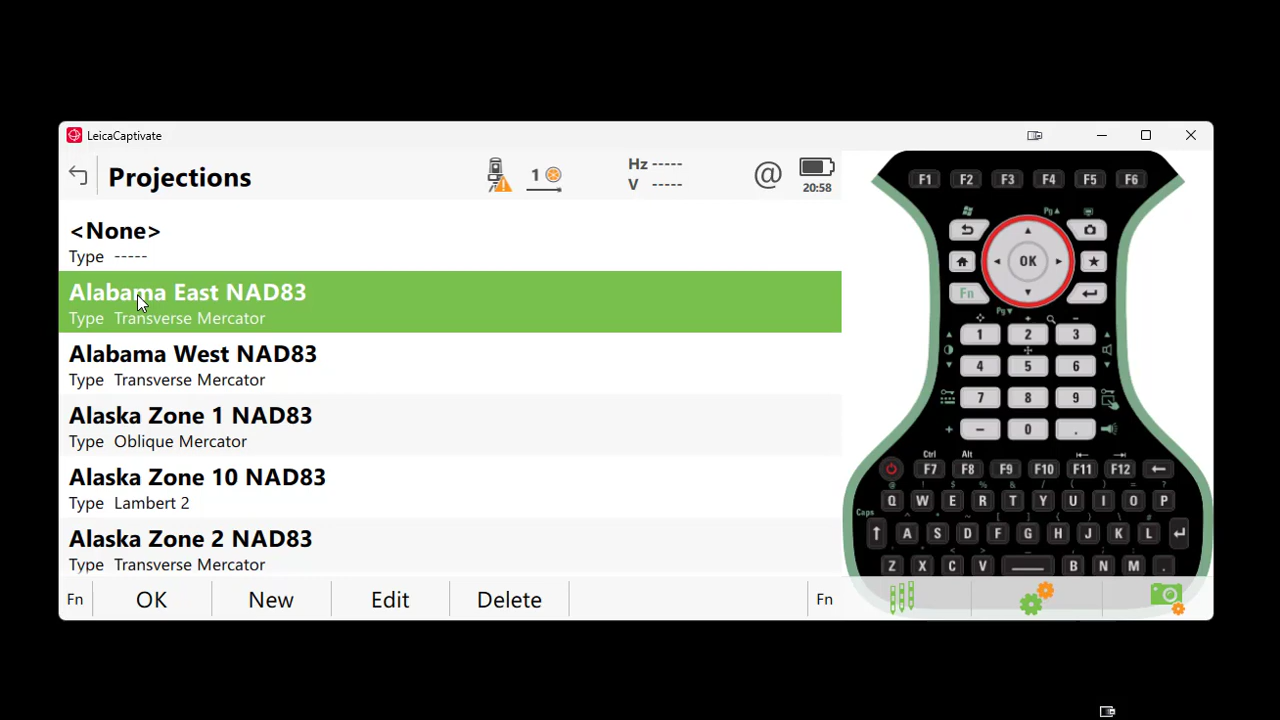 LeicaCaptivate
Projections
1
Hz -----
V -----
@
20:58
<None>
Type -----
Alabama East NAD83
Type Transverse Mercator
Alabama West NAD83
Type Transverse Mercator
Alaska Zone 1 NAD83
Type Oblique Mercator
Alaska Zone 10 NAD83
Type Lambert 2
Alaska Zone 2 NAD83
Type Transverse Mercator
Fn OK New Edit Delete Fn
F1 F2 F3 F4 F5 F6
Pg▲
OK
Fn
Pg▼
1 2 3
4 5 6
7 8 9
+ - 0 .
Ctrl Alt
F7 F8 F9 F10 F11 F12
@ ! $ % & / ( ) = ?
Q W E R T Y U I O P
Caps
A S D F G H J K L
Z X C V B N M .